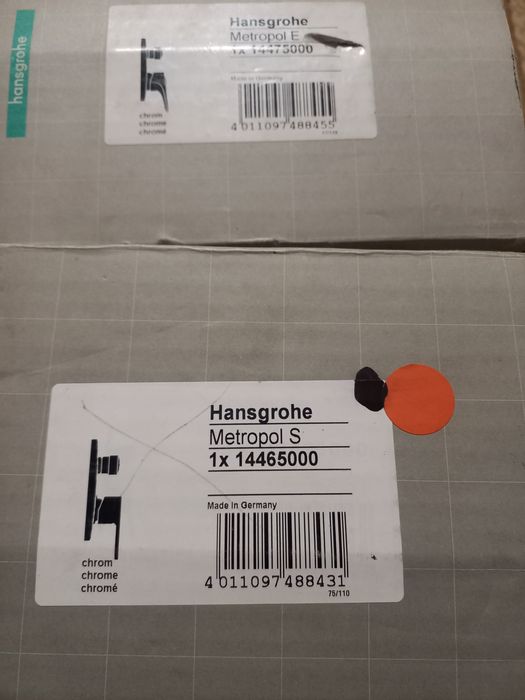 hansgrohe
Hansgrohe
Metropol E
1x 14475000
Made in Germany
chrom
chrome
chromé
4 011097 488455
Hansgrohe
Metropol S
1x 14465000
Made in Germany
chrom
chrome
chromé
4 011097 488431
75/110